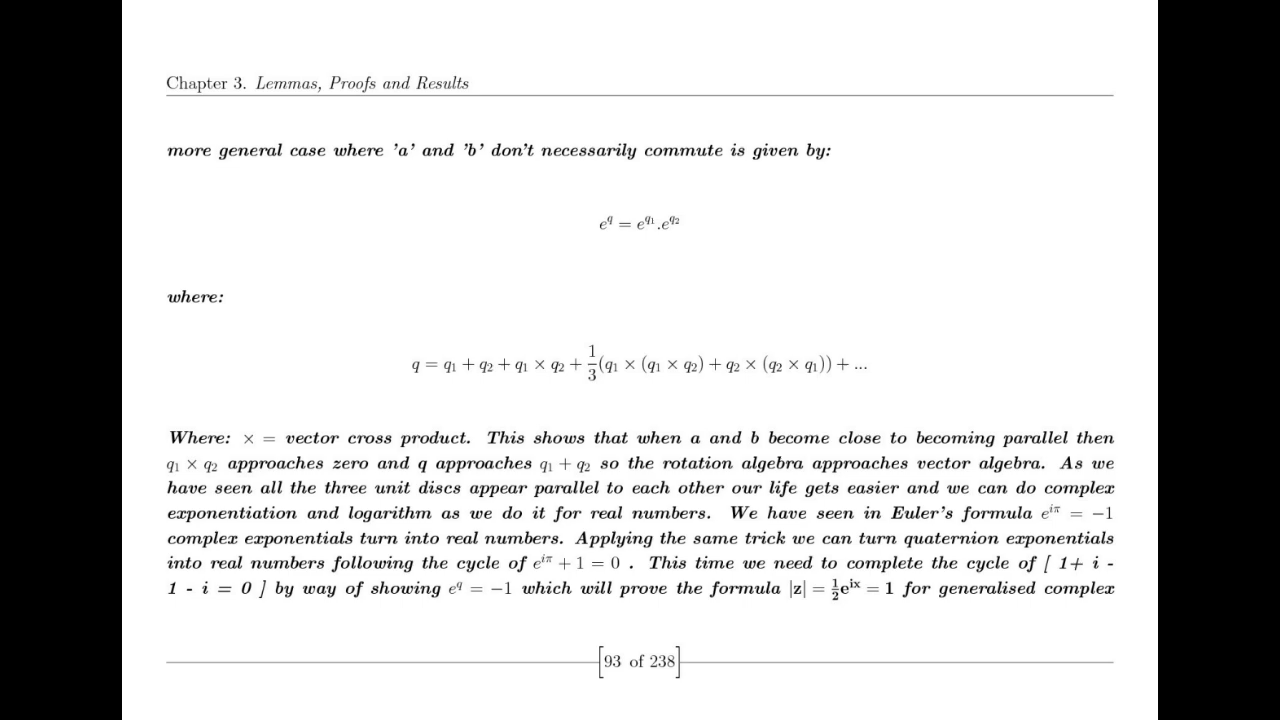 Chapter 3. Lemmas, Proofs and Results
more general case where 'a' and 'b' don't necessarily commute is given by:
e^q = e^{q_1}.e^{q_2}
where:
q = q_1 + q_2 + q_1 × q_2 + \frac{1}{3}(q_1 × (q_1 × q_2) + q_2 × (q_2 × q_1)) + ...
Where: × = vector cross product. This shows that when a and b become close to becoming parallel then
q_1 × q_2 approaches zero and q approaches q_1 + q_2 so the rotation algebra approaches vector algebra. As we
have seen all the three unit discs appear parallel to each other our life gets easier and we can do complex
exponentiation and logarithm as we do it for real numbers. We have seen in Euler's formula e^{iπ} = −1
complex exponentials turn into real numbers. Applying the same trick we can turn quaternion exponentials
into real numbers following the cycle of e^{iπ} + 1 = 0 . This time we need to complete the cycle of [ 1+ i -
1 - i = 0 ] by way of showing e^q = −1 which will prove the formula |z| = \frac{1}{2}e^{ix} = 1 for generalised complex
[93 of 238]